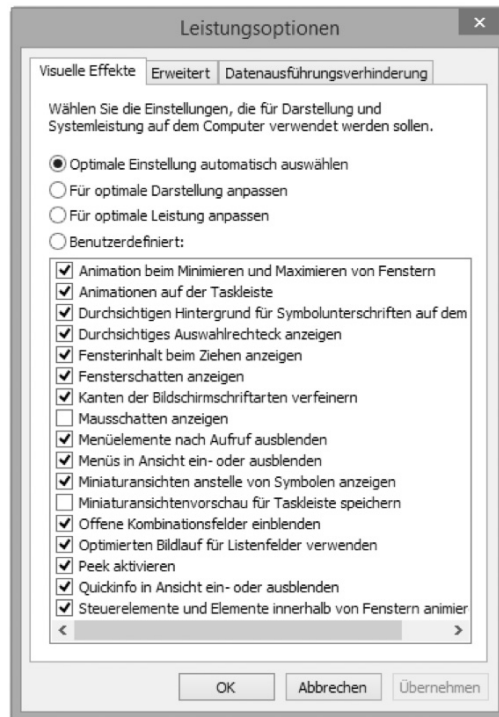 Leistungsoptionen
Visuelle Effekte Erweitert Datenausführungsverhinderung
Wählen Sie die Einstellungen, die für Darstellung und
Systemleistung auf dem Computer verwendet werden sollen.
Optimale Einstellung automatisch auswählen
Für optimale Darstellung anpassen
Für optimale Leistung anpassen
Benutzerdefiniert:
Animation beim Minimieren und Maximieren von Fenstern
Animationen auf der Taskleiste
Durchsichtigen Hintergrund für Symbolunterschriften auf dem
Durchsichtiges Auswahlrechteck anzeigen
Fensterinhalt beim Ziehen anzeigen
Fensterschatten anzeigen
Kanten der Bildschirmschriftarten verfeinern
Mausschatten anzeigen
Menüelemente nach Aufruf ausblenden
Menüs in Ansicht ein- oder ausblenden
Miniaturansichten anstelle von Symbolen anzeigen
Miniaturansichtenvorschau für Taskleiste speichern
Offene Kombinationsfelder einblenden
Optimierten Bildlauf für Listenfelder verwenden
Peek aktivieren
Quickinfo in Ansicht ein- oder ausblenden
Steuerelemente und Elemente innerhalb von Fenstern animier
OK Abbrechen Übernehmen